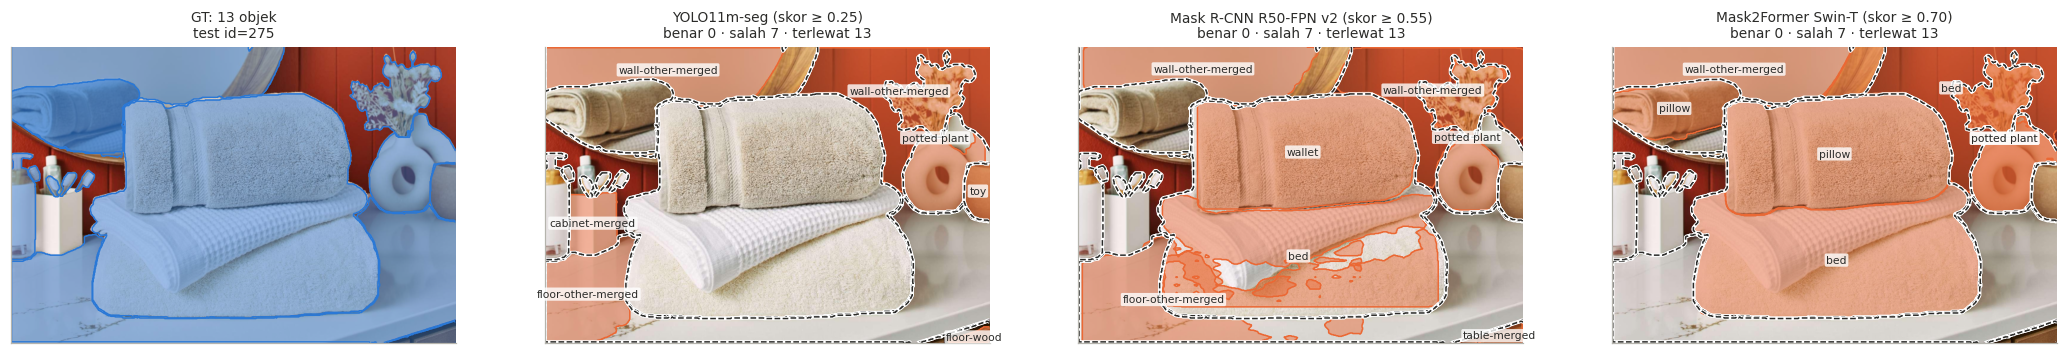 GT: 13 objek
test id=275
YOLO11m-seg (skor ≥ 0.25)
benar 0 · salah 7 · terlewat 13
wall-other-merged
wall-other-merged
potted plant
toy
cabinet-merged
floor-other-merged
floor-wood
Mask R-CNN R50-FPN v2 (skor ≥ 0.55)
benar 0 · salah 7 · terlewat 13
wall-other-merged
wall-other-merged
potted plant
wallet
bed
floor-other-merged
table-merged
Mask2Former Swin-T (skor ≥ 0.70)
benar 0 · salah 7 · terlewat 13
wall-other-merged
bed
pillow
potted plant
pillow
bed